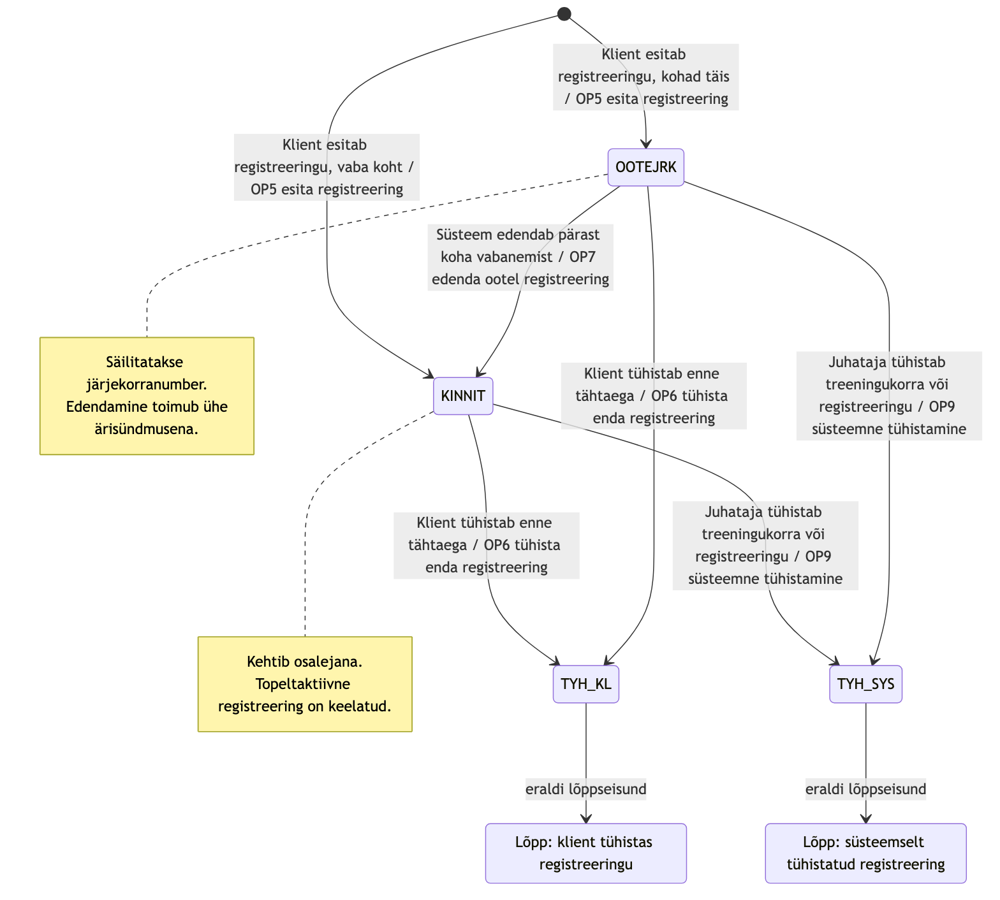 Klient esitab
registreeringu, kohad täis
/ OP5 esita registreering
Klient esitab
registreeringu, vaba koht /
OP5 esita registreering
OOTEJRK
Süsteem edendab pärast
koha vabanemist / OP7
edenda ootel registreering
Säilitatakse
järjekorranumber.
Edendamine toimub ühe
ärisündmusena.
KINNIT
Klient tühistab enne
tähtaega / OP6 tühista
enda registreering
Juhataja tühistab
treeningukorra või
registreeringu / OP9
süsteemne tühistamine
Klient tühistab enne
tähtaega / OP6 tühista
enda registreering
Juhataja tühistab
treeningukorra või
registreeringu / OP9
süsteemne tühistamine
Kehtib osalejana.
Topeltaktiivne
registreering on keelatud.
TYH_KL
TYH_SYS
eraldi lõppseisund
eraldi lõppseisund
Lõpp: klient tühistas
registreeringu
Lõpp: süsteemselt
tühistatud registreering